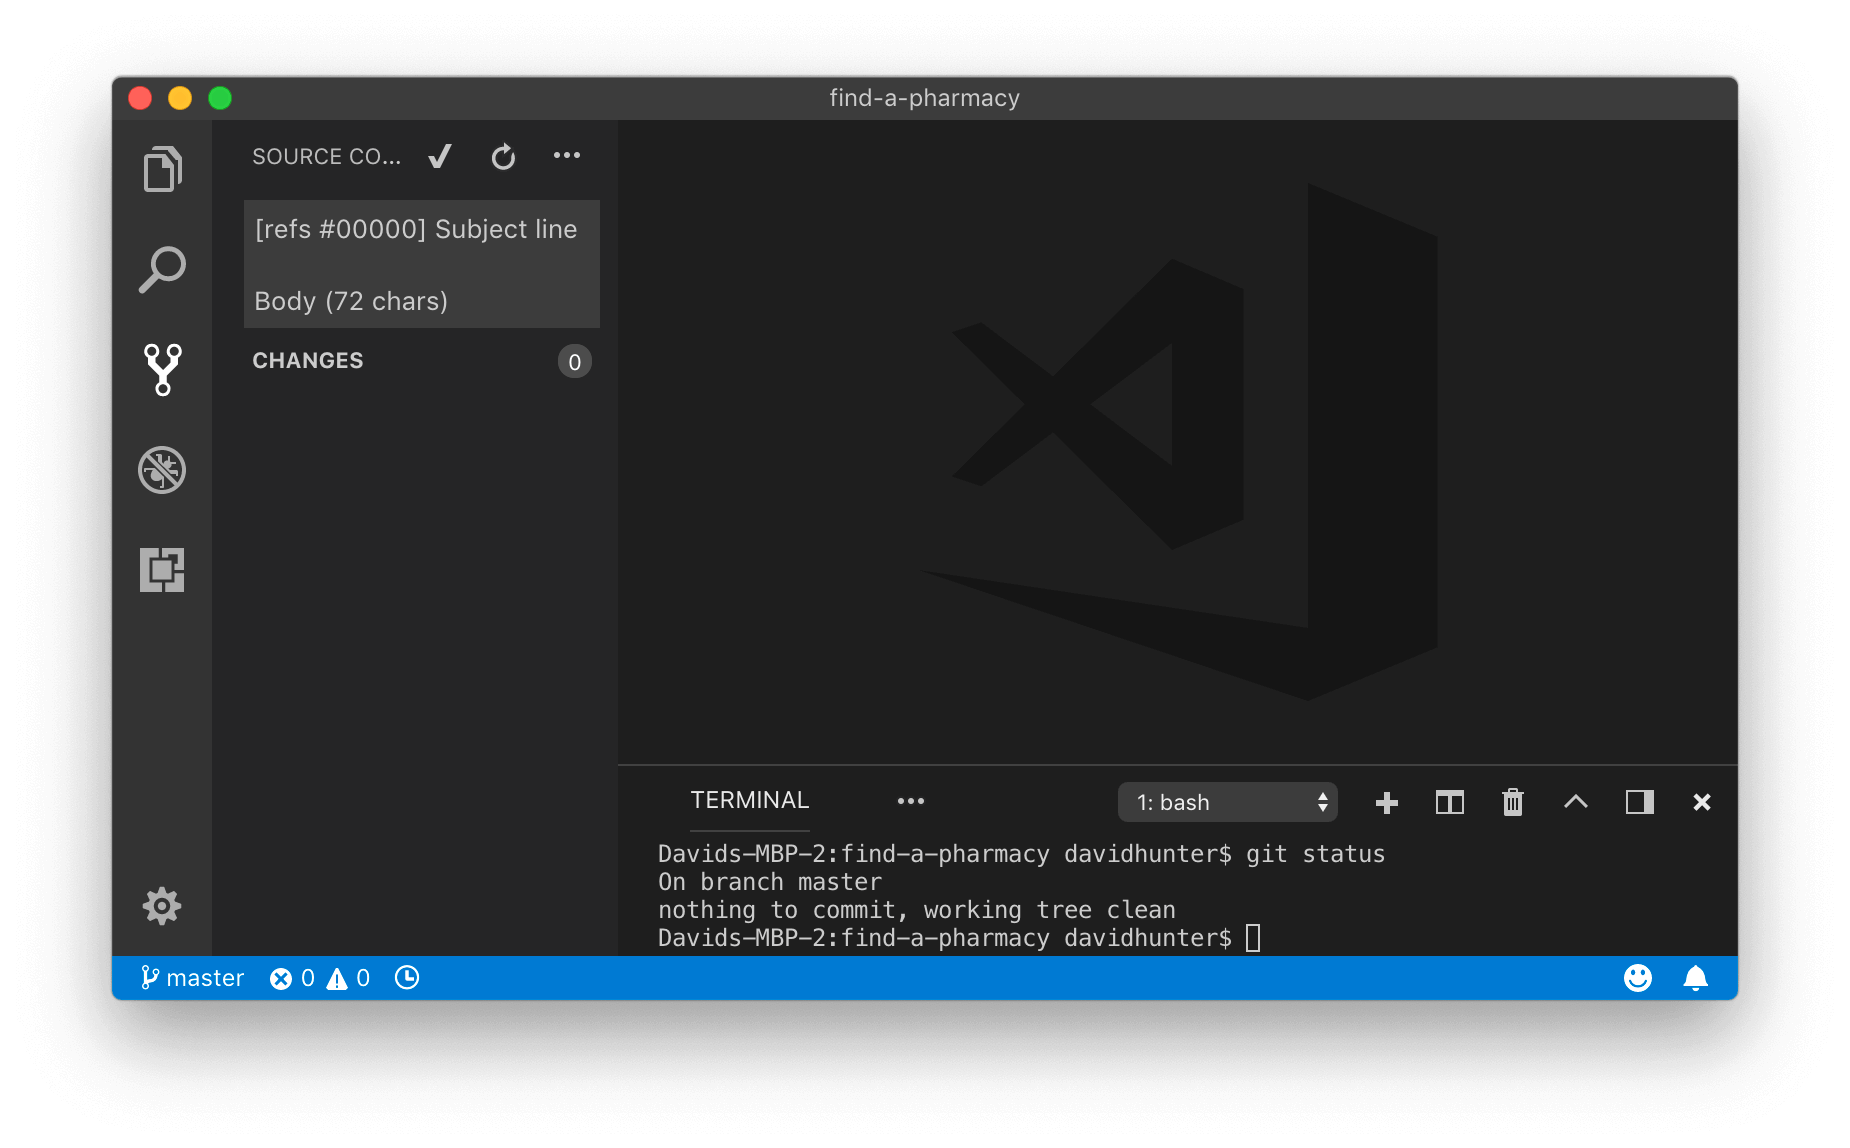 find-a-pharmacy
SOURCE CO...
[refs #00000] Subject line
Body (72 chars)
CHANGES
0
TERMINAL
1: bash
Davids-MBP-2:find-a-pharmacy davidhunter$ git status
On branch master
nothing to commit, working tree clean
Davids-MBP-2:find-a-pharmacy davidhunter$
master 0 0